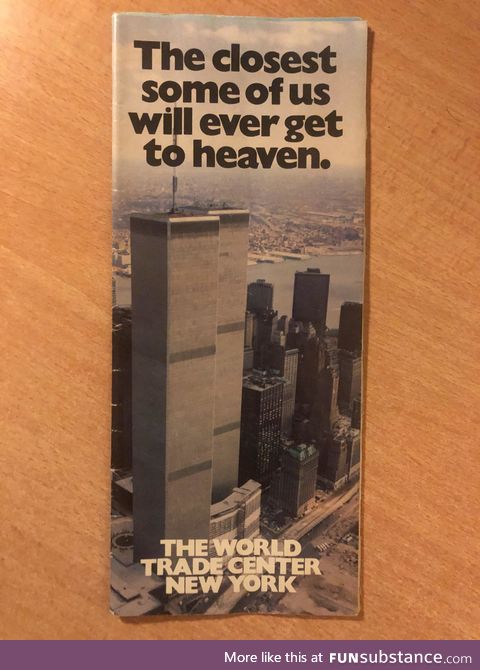 The closest
some of us
will ever get
to heaven.
THE WORLD
TRADE CENTER
NEW YORK
More like this at FUNsubstance.com